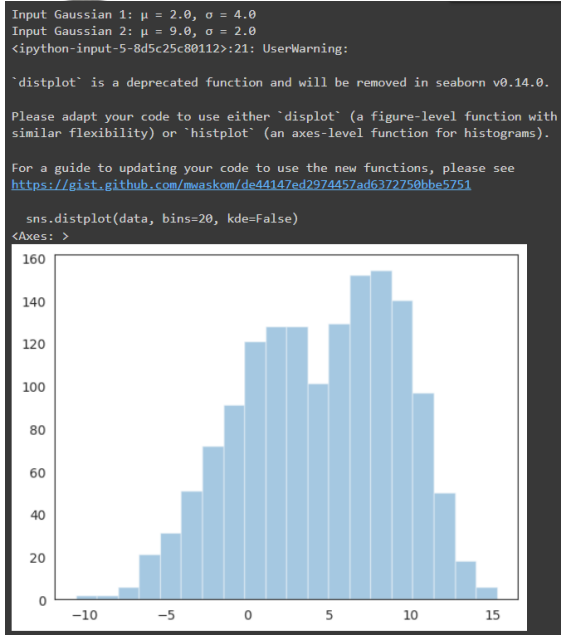 Input Gaussian 1: μ = 2.0, σ = 4.0
Input Gaussian 2: μ = 9.0, σ = 2.0
<ipython-input-5-8d5c25c80112>:21: UserWarning:
`distplot` is a deprecated function and will be removed in seaborn v0.14.0.
Please adapt your code to use either `displot` (a figure-level function with
similar flexibility) or `histplot` (an axes-level function for histograms).
For a guide to updating your code to use the new functions, please see
https://gist.github.com/mwaskom/de44147ed2974457ad6372750bbe5751
sns.distplot(data, bins=20, kde=False)
<Axes: >
160
140
120
100
80
60
40
20
0
−10 −5 0 5 10 15